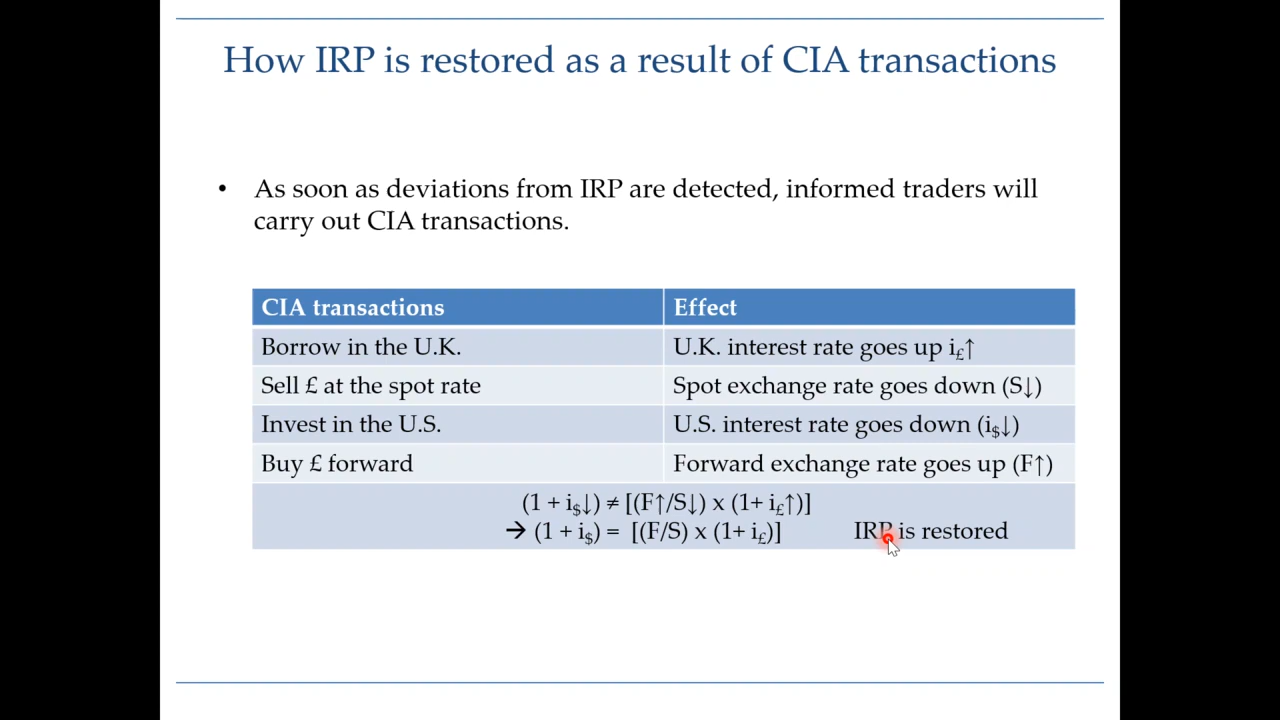 How IRP is restored as a result of CIA transactions
• As soon as deviations from IRP are detected, informed traders will
carry out CIA transactions.
CIA transactions Effect
Borrow in the U.K. U.K. interest rate goes up i£↑
Sell £ at the spot rate Spot exchange rate goes down (S↓)
Invest in the U.S. U.S. interest rate goes down (i$↓)
Buy £ forward Forward exchange rate goes up (F↑)
(1 + i$↓) ≠ [(F↑/S↓) x (1+ i£↑)]
→ (1 + i$) = [(F/S) x (1+ i£)] IRP is restored